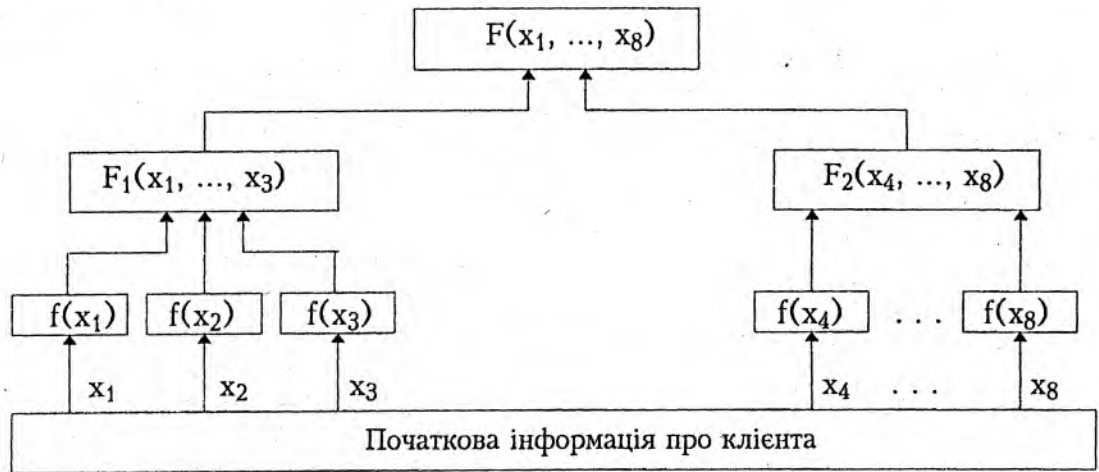 F(x₁, ..., x₈)
F₁(x₁, ..., x₃)
F₂(x₄, ..., x₈)
f(x₁) f(x₂) f(x₃) f(x₄) . . . f(x₈)
x₁ x₂ x₃ x₄ . . . x₈
Початкова інформація про клієнта